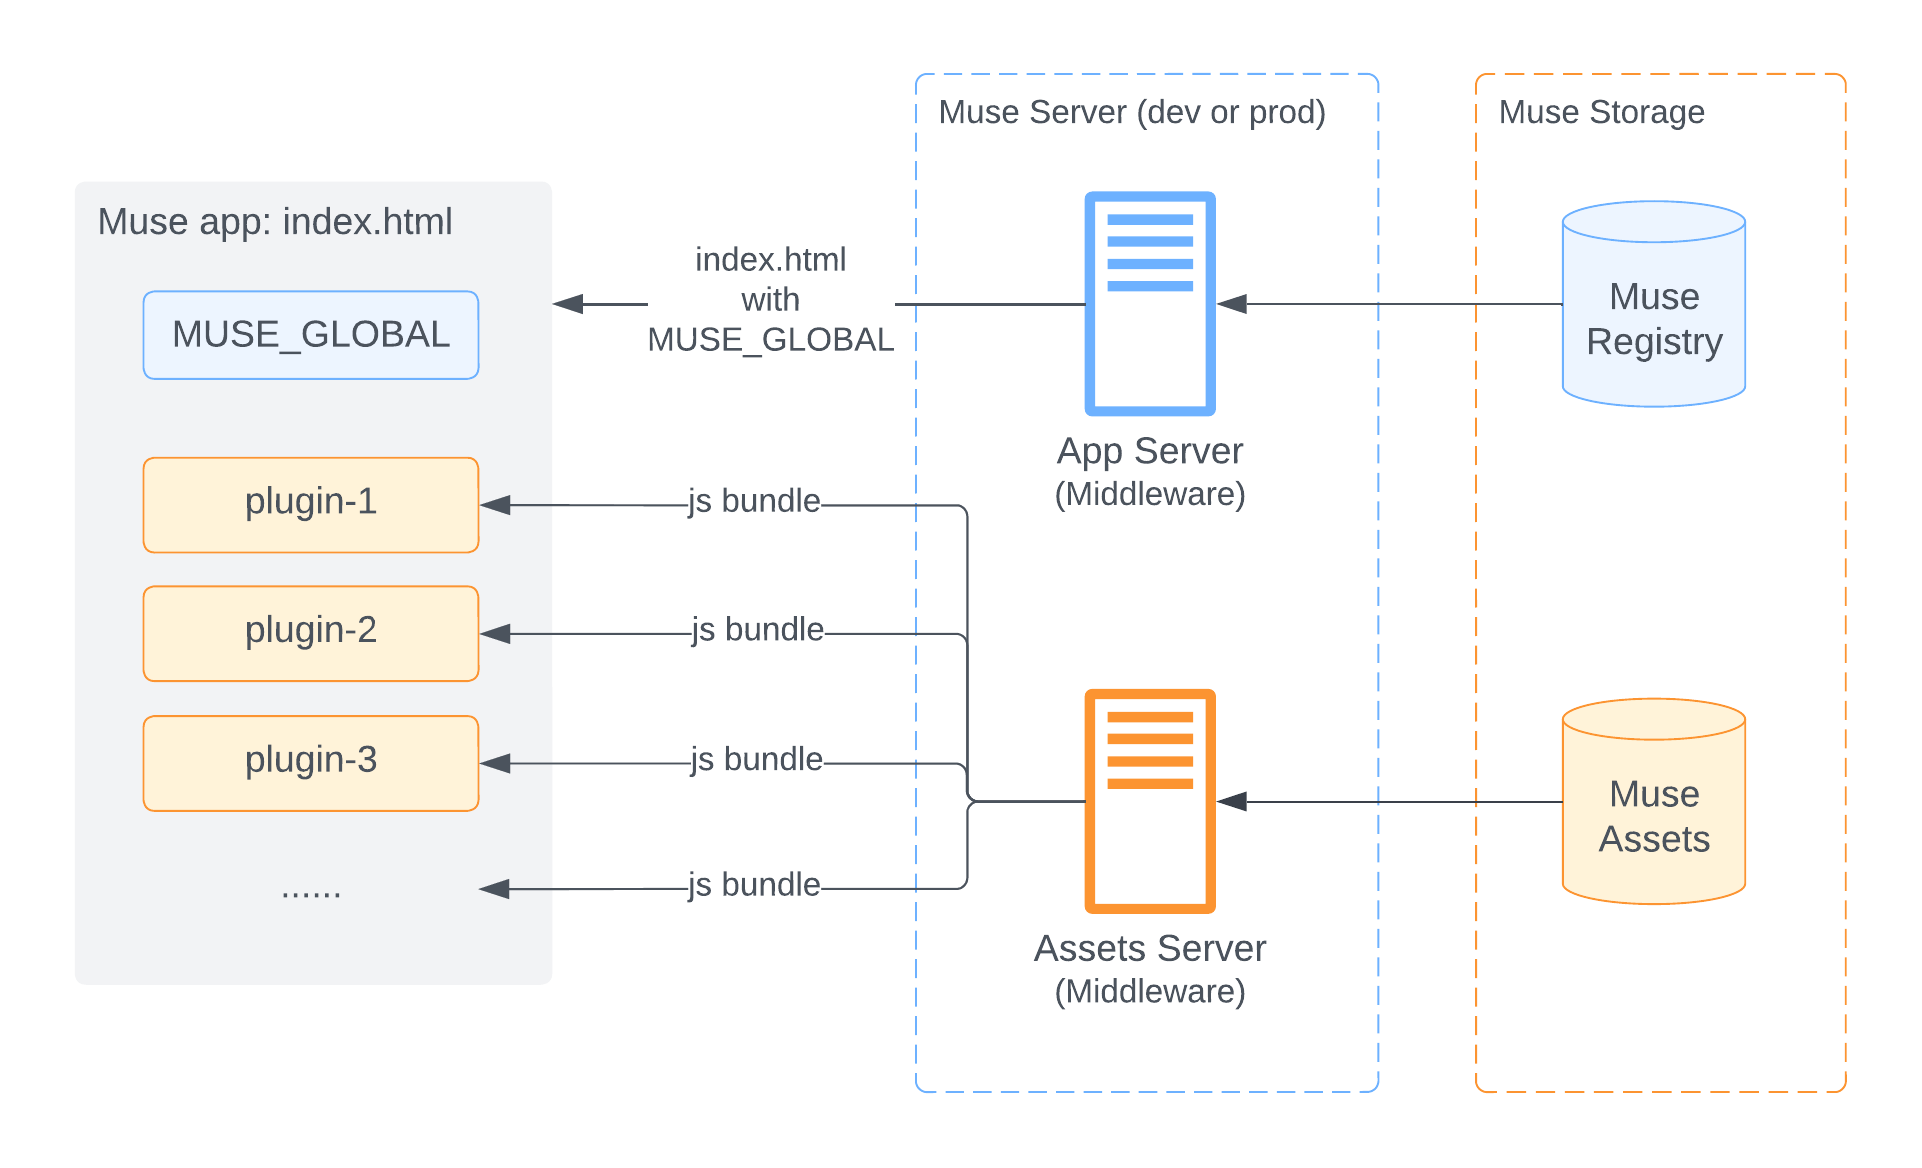 Muse Server (dev or prod)
Muse Storage
Muse app: index.html
MUSE_GLOBAL
index.html
with
MUSE_GLOBAL
Muse
Registry
App Server
(Middleware)
plugin-1
js bundle
plugin-2
js bundle
plugin-3
js bundle
......
js bundle
Muse
Assets
Assets Server
(Middleware)